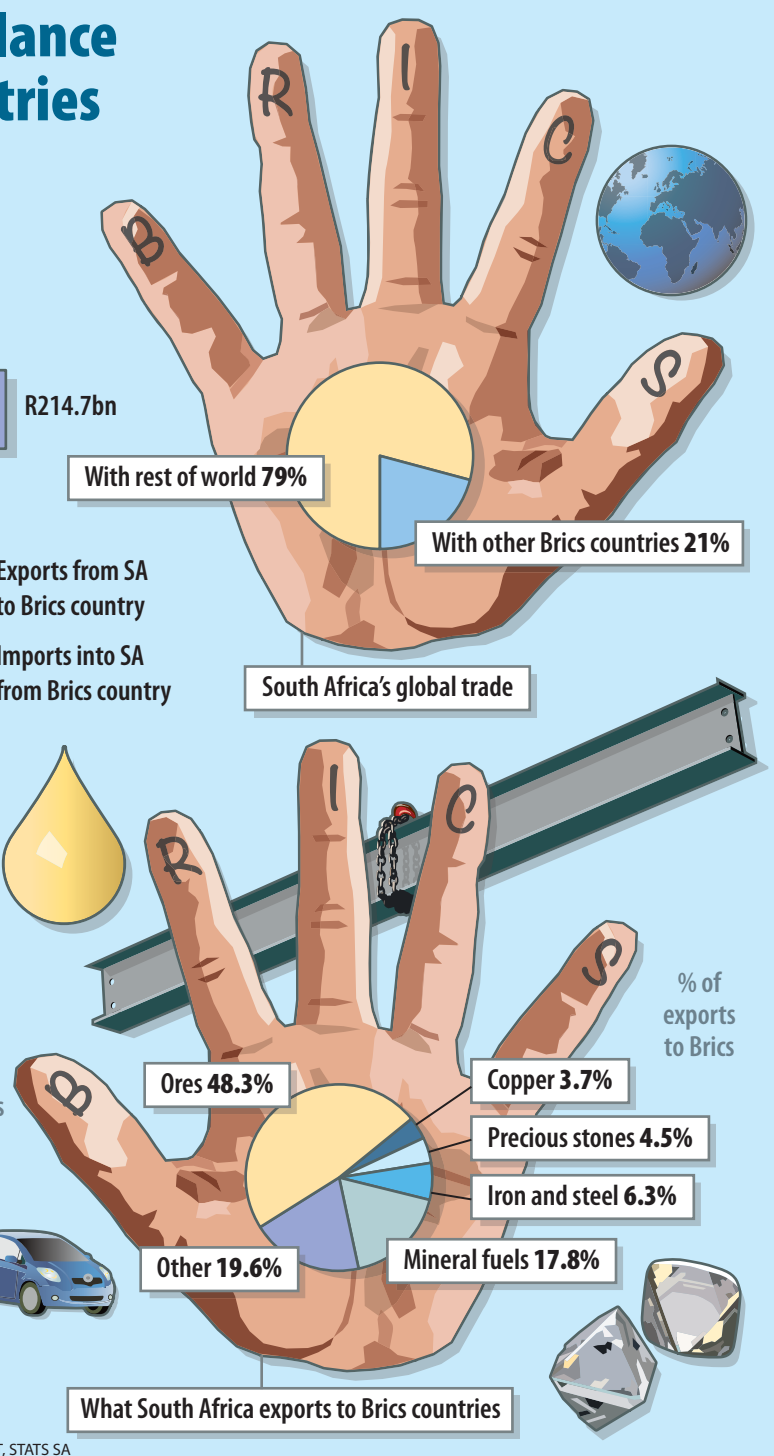 B
R
I
C
S
R214.7bn
With rest of world 79%
With other Brics countries 21%
Exports from SA
to Brics country
Imports into SA
from Brics country
South Africa's global trade
B
R
I
C
S
% of
exports
to Brics
Ores 48.3%
Copper 3.7%
Precious stones 4.5%
Iron and steel 6.3%
Mineral fuels 17.8%
Other 19.6%
What South Africa exports to Brics countries
STATS SA